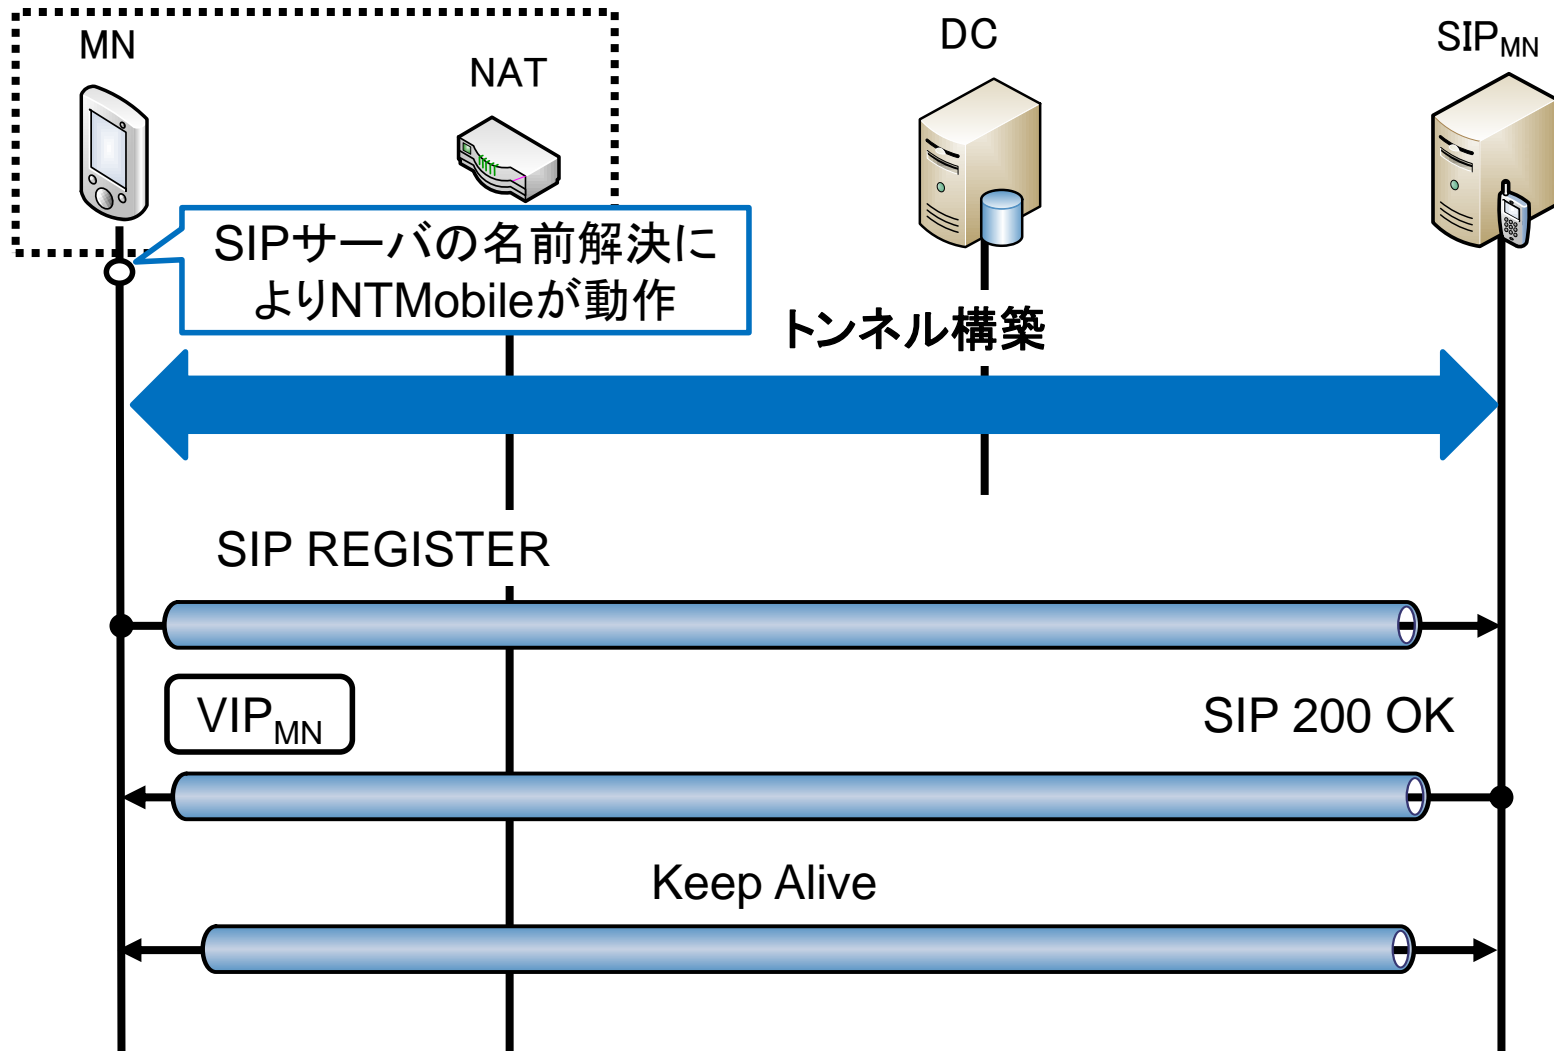 MN
NAT
DC
SIPMN
SIPサーバの名前解決に
よりNTMobileが動作
トンネル構築
SIP REGISTER
VIPMN
SIP 200 OK
Keep Alive